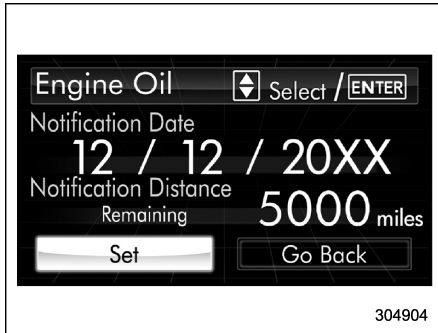 Engine Oil Select / ENTER
Notification Date
12 / 12 / 20XX
Notification Distance
Remaining 5000 miles
Set Go Back
304904